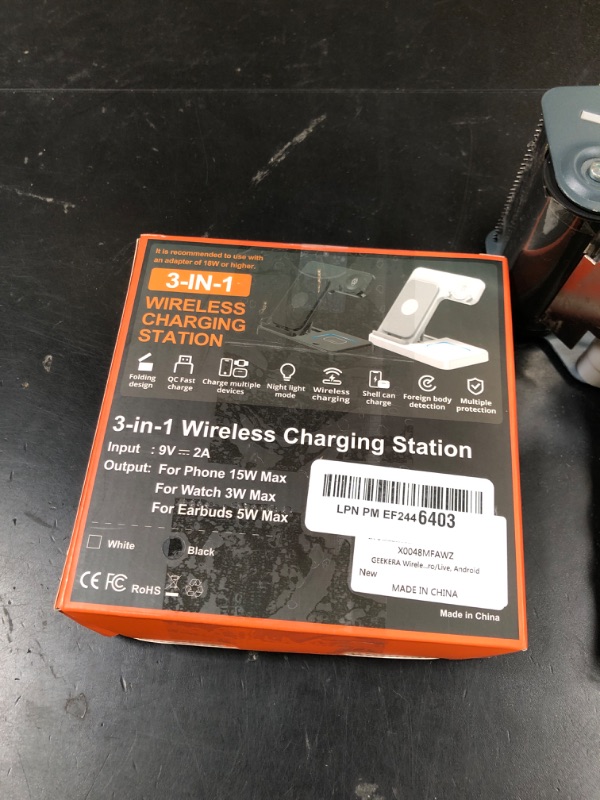 It is recommended to use with
an adapter of 18W or higher.
3-IN-1
WIRELESS
CHARGING
STATION
Folding
design
QC Fast
charge
Charge multiple
devices
Night light
mode
Wireless
charging
Shell can
charge
Foreign body
detection
Multiple
protection
3-in-1 Wireless Charging Station
Input : 9V⎓2A
Output: For Phone 15W Max
For Watch 3W Max
For Earbuds 5W Max
LPN PM EF2446403
X0048MFAWZ
GEEKERA Wirele...ro/Live, Android
New
MADE IN CHINA
White
Black
CE FC RoHS
Made in China